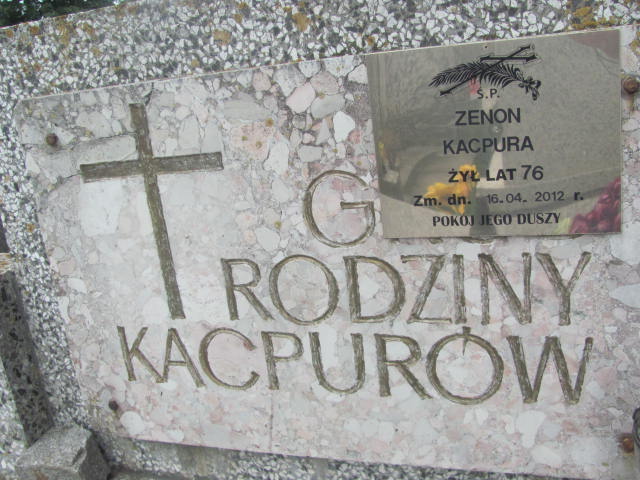 Ś.P.
ZENON
KACPURA
ŻYŁ LAT 76
Zm. dn. 16.04. 2012 r.
POKÓJ JEGO DUSZY
RODZINY
KACPURÓW